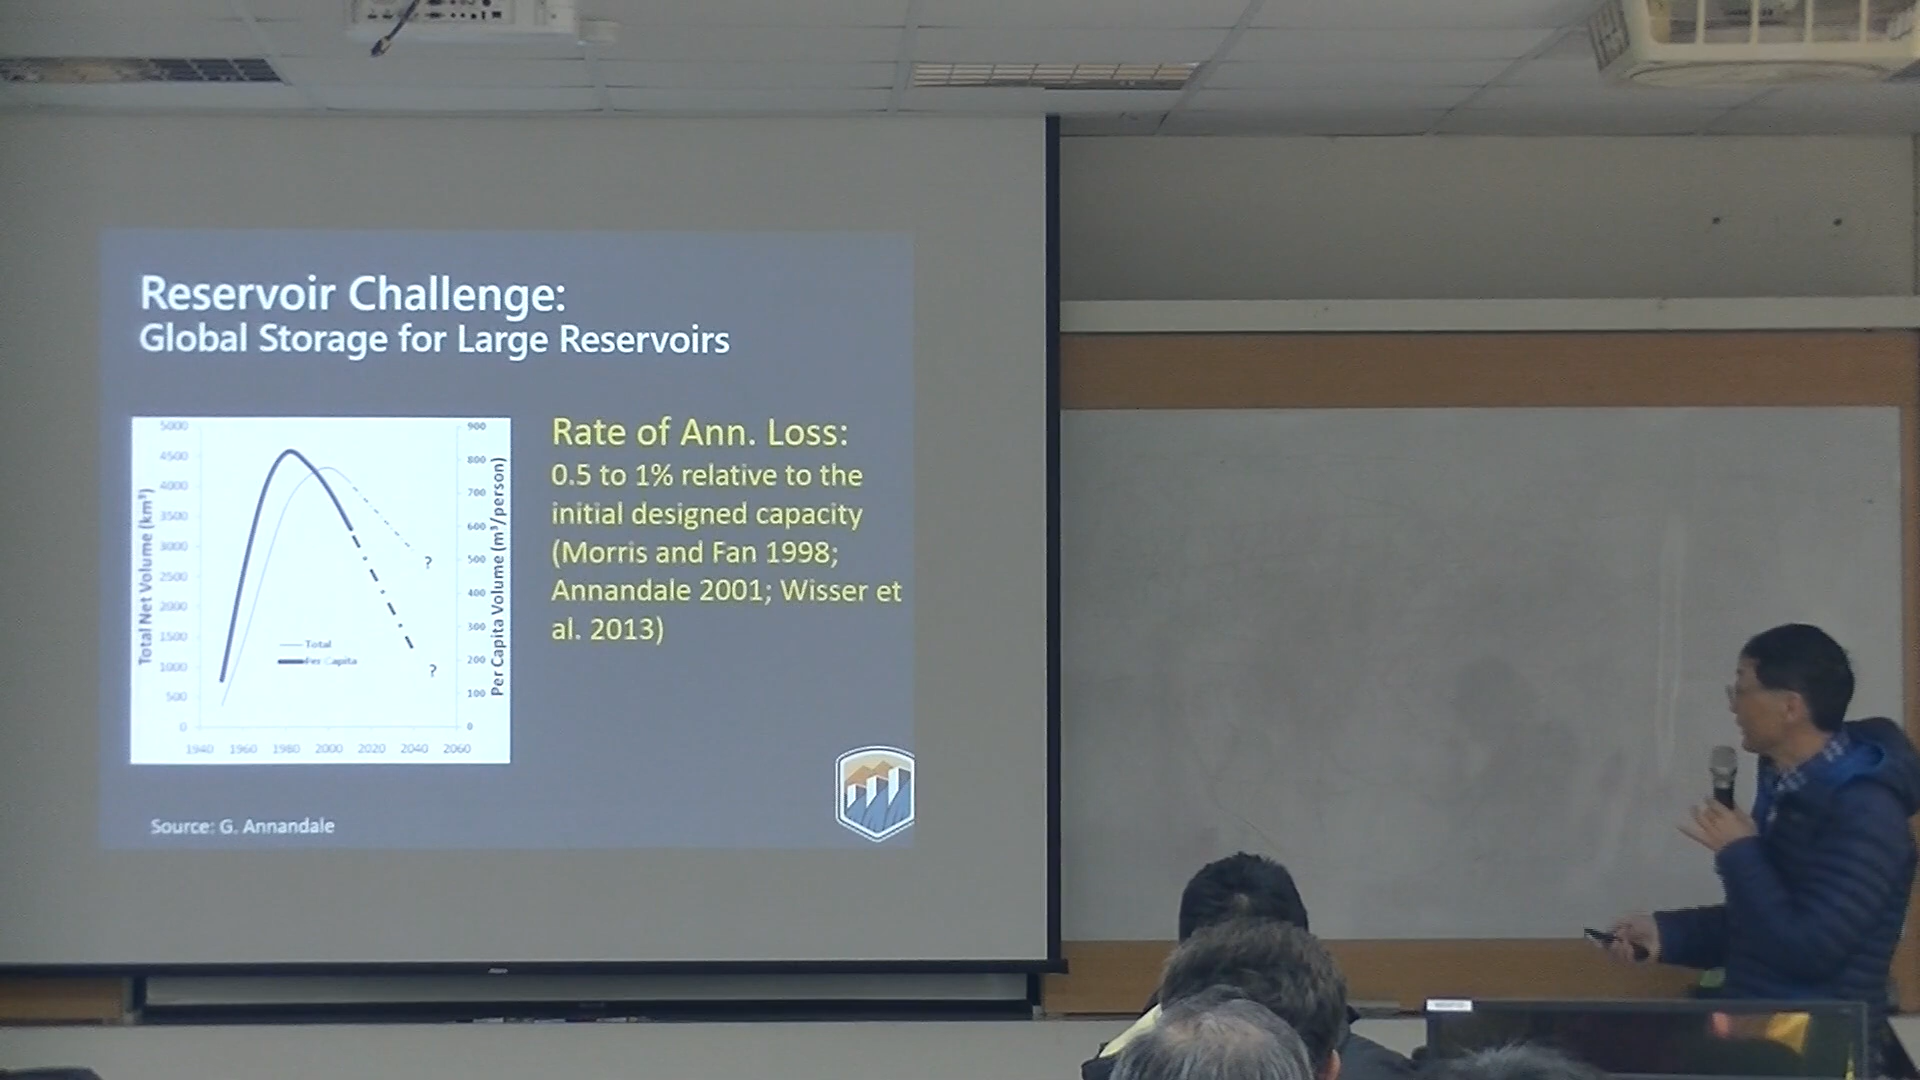 Reservoir Challenge:
Global Storage for Large Reservoirs
Rate of Ann. Loss:
0.5 to 1% relative to the
initial designed capacity
(Morris and Fan 1998;
Annandale 2001; Wisser et
al. 2013)
Total Net Volume (km³)
5000
4500
4000
3500
3000
2500
2000
1500
1000
500
0
Per Capita Volume (m³/person)
900
800
700
600
500
400
300
200
100
0
?
?
Total
Per Capita
1940 1960 1980 2000 2020 2040 2060
Source: G. Annandale